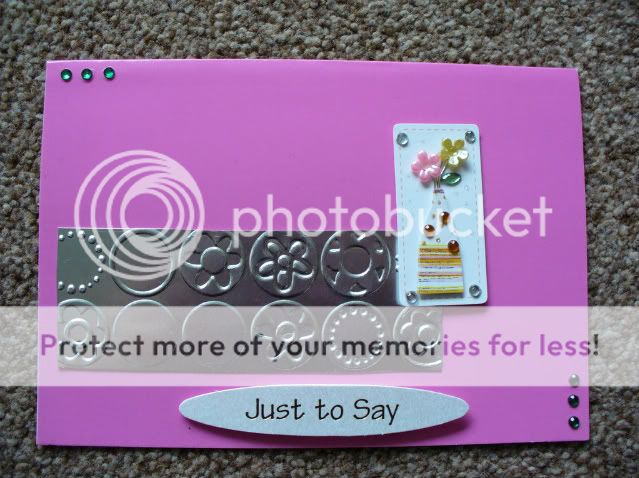 photobucket
Protect more of your memories for less!
Just to Say